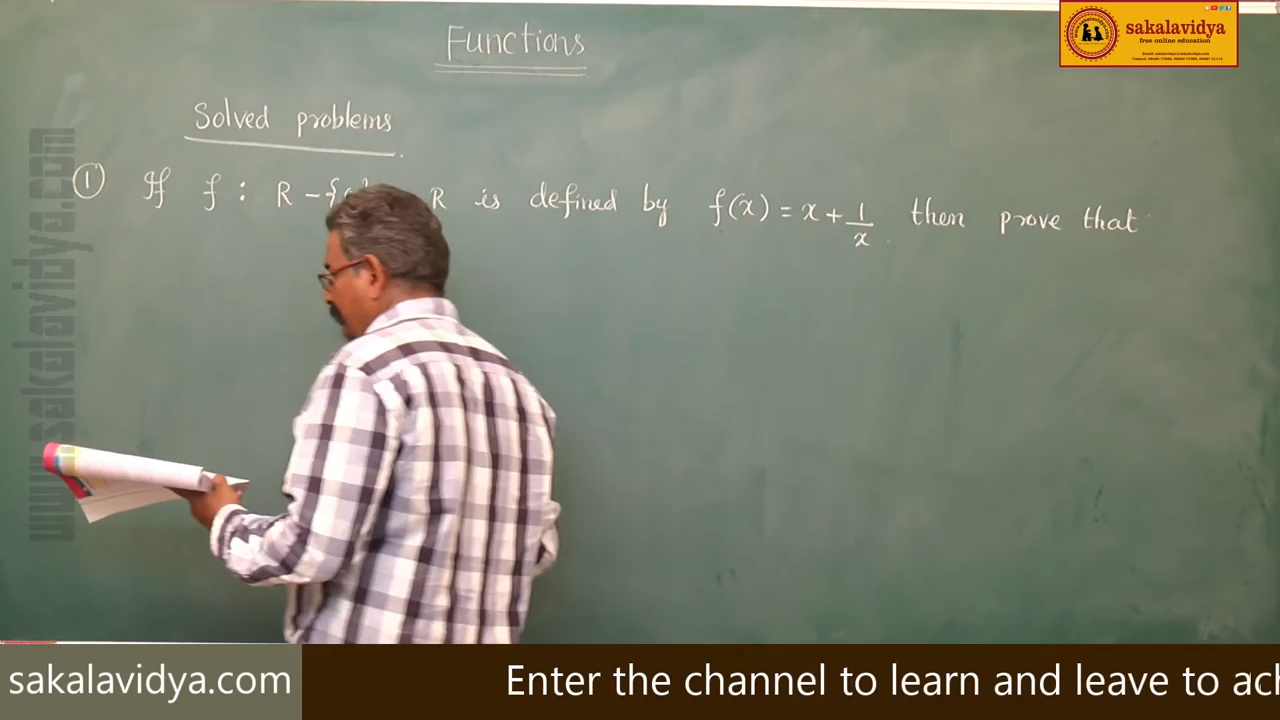 Functions
sakalavidya
free online education
Solved problems
① If f : R - { R is defined by f(x) = x + 1/x then prove that
www.sakalavidya.com
sakalavidya.com
Enter the channel to learn and leave to